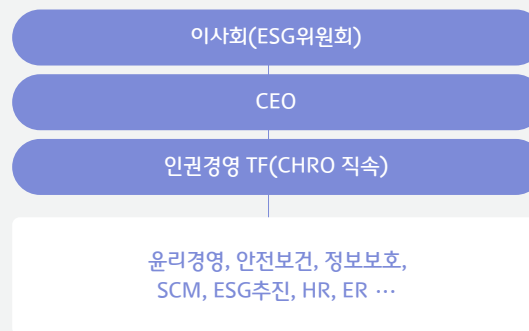 이사회(ESG위원회)
CEO
인권경영 TF(CHRO 직속)
윤리경영, 안전보건, 정보보호,
SCM, ESG추진, HR, ER …